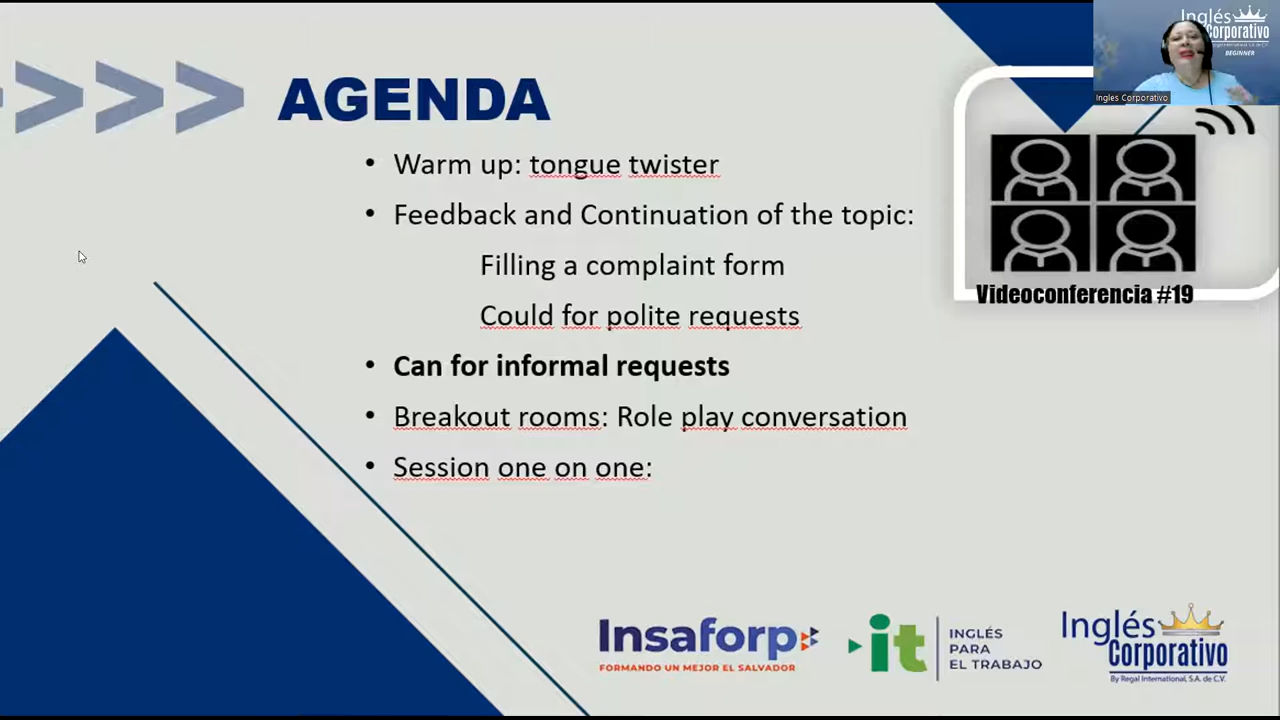 AGENDA
• Warm up: tongue twister
• Feedback and Continuation of the topic:
Filling a complaint form
Could for polite requests
• Can for informal requests
• Breakout rooms: Role play conversation
• Session one on one:
Inglés
Corporativo
BEGINNER
Ingles Corporativo
Videoconferencia #19
Insaforp
FORMANDO UN MEJOR EL SALVADOR
it
INGLÉS
PARA
EL TRABAJO
Inglés
Corporativo
By Regal International, S.A. de C.V.